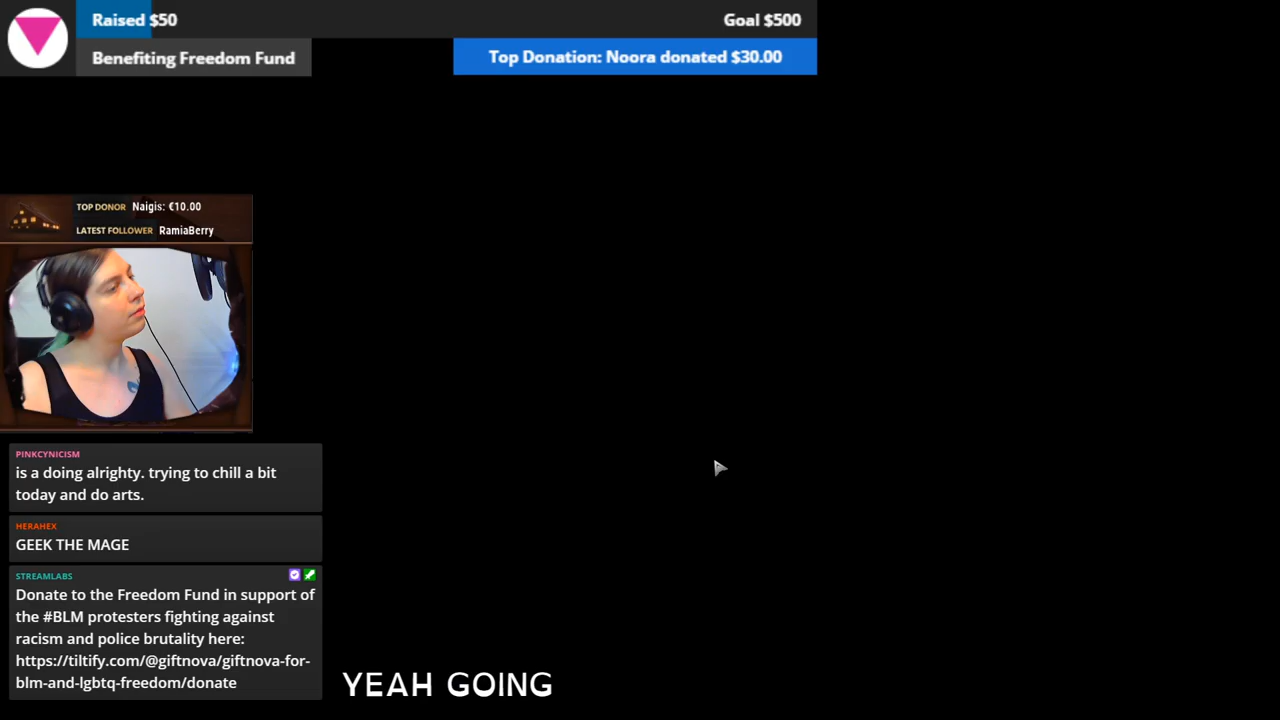 Raised $50
Goal $500
Benefiting Freedom Fund
Top Donation: Noora donated $30.00
TOP DONOR Naigis: €10.00
LATEST FOLLOWER RamiaBerry
PINKCYNICISM
is a doing alrighty. trying to chill a bit
today and do arts.
HERAHEX
GEEK THE MAGE
STREAMLABS
Donate to the Freedom Fund in support of
the #BLM protesters fighting against
racism and police brutality here:
https://tiltify.com/@giftnova/giftnova-for-
blm-and-lgbtq-freedom/donate
YEAH GOING